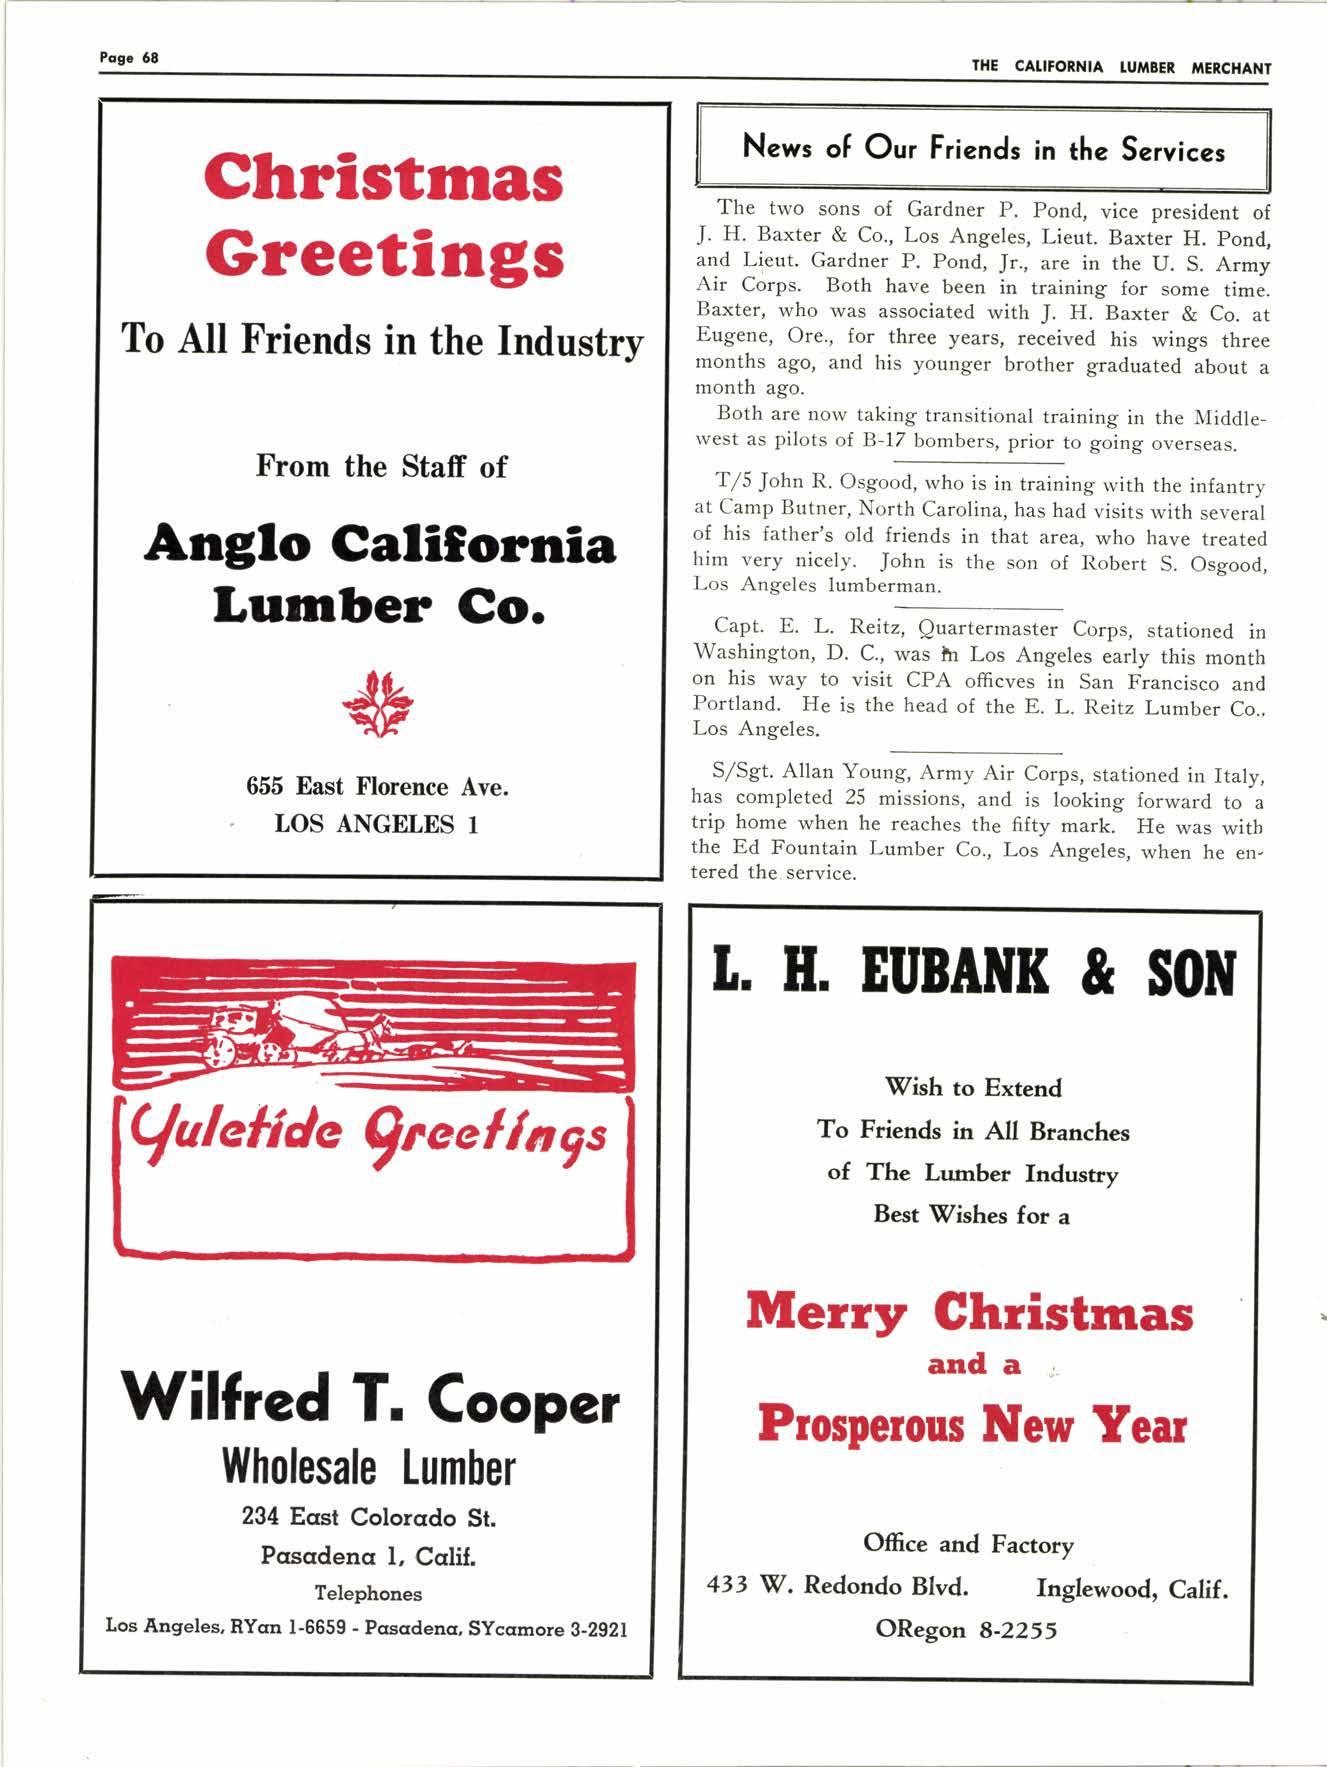 Page 68
THE CALIFORNIA LUMBER MERCHANT
Christmas
Greetings
To All Friends in the Industry
From the Staff of
Anglo California
Lumber Co.
655 East Florence Ave.
LOS ANGELES 1
News of Our Friends in the Services
The two sons of Gardner P. Pond, vice president of
J. H. Baxter & Co., Los Angeles, Lieut. Baxter H. Pond,
and Lieut. Gardner P. Pond, Jr., are in the U. S. Army
Air Corps. Both have been in training for some time.
Baxter, who was associated with J. H. Baxter & Co. at
Eugene, Ore., for three years, received his wings three
months ago, and his younger brother graduated about a
month ago.
Both are now taking transitional training in the Middle-
west as pilots of B-17 bombers, prior to going overseas.
T/5 John R. Osgood, who is in training with the infantry
at Camp Butner, North Carolina, has had visits with several
of his father's old friends in that area, who have treated
him very nicely. John is the son of Robert S. Osgood,
Los Angeles lumberman.
Capt. E. L. Reitz, Quartermaster Corps, stationed in
Washington, D. C., was in Los Angeles early this month
on his way to visit CPA officves in San Francisco and
Portland. He is the head of the E. L. Reitz Lumber Co.,
Los Angeles.
S/Sgt. Allan Young, Army Air Corps, stationed in Italy,
has completed 25 missions, and is looking forward to a
trip home when he reaches the fifty mark. He was with
the Ed Fountain Lumber Co., Los Angeles, when he en-
tered the service.
Yuletide Greetings
Wilfred T. Cooper
Wholesale Lumber
234 East Colorado St.
Pasadena 1, Calif.
Telephones
Los Angeles, RYan 1-6659 - Pasadena, SYcamore 3-2921
L. H. EUBANK & SON
Wish to Extend
To Friends in All Branches
of The Lumber Industry
Best Wishes for a
Merry Christmas
and a
Prosperous New Year
Office and Factory
433 W. Redondo Blvd. Inglewood, Calif.
ORegon 8-2255